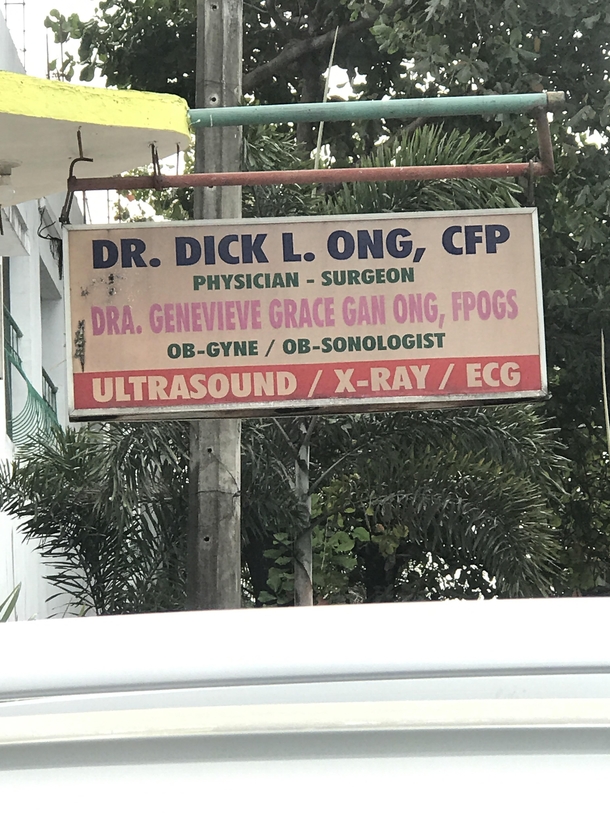 DR. DICK L. ONG, CFP
PHYSICIAN - SURGEON
DRA. GENEVIEVE GRACE GAN ONG, FPOGS
OB-GYNE / OB-SONOLOGIST
ULTRASOUND / X-RAY / ECG